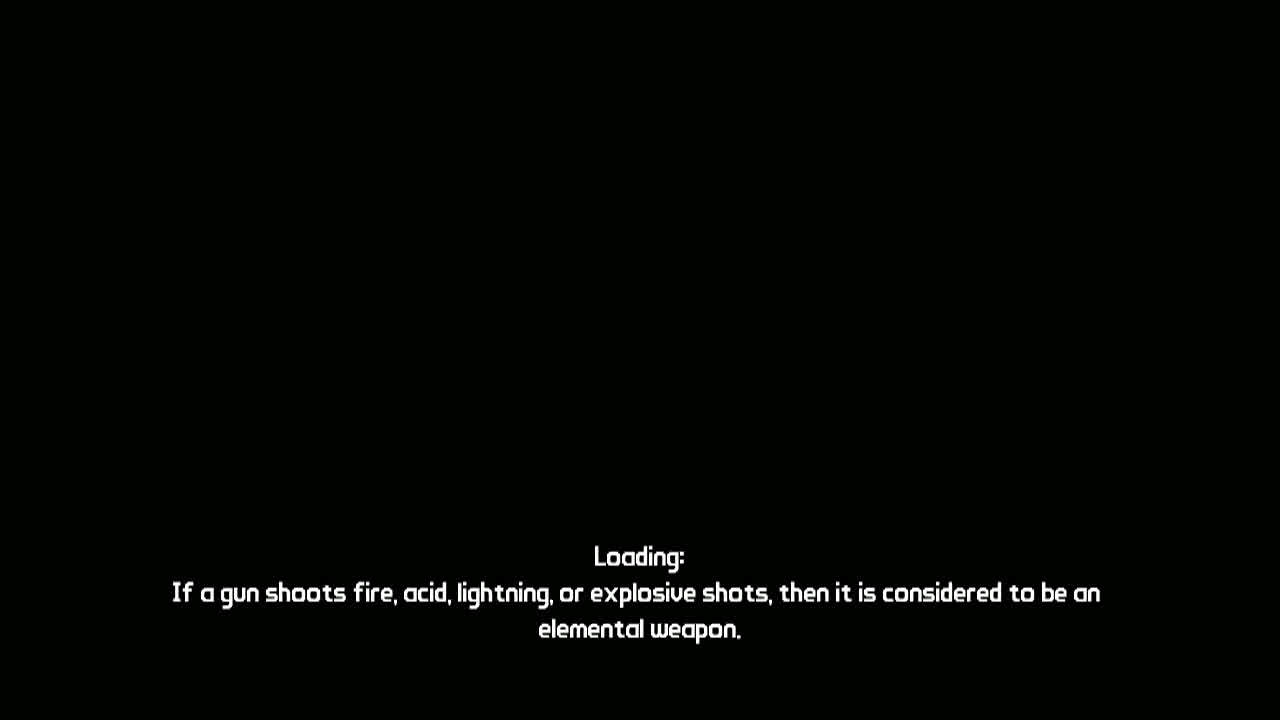 Loading:
If a gun shoots fire, acid, lightning, or explosive shots, then it is considered to be an
elemental weapon.